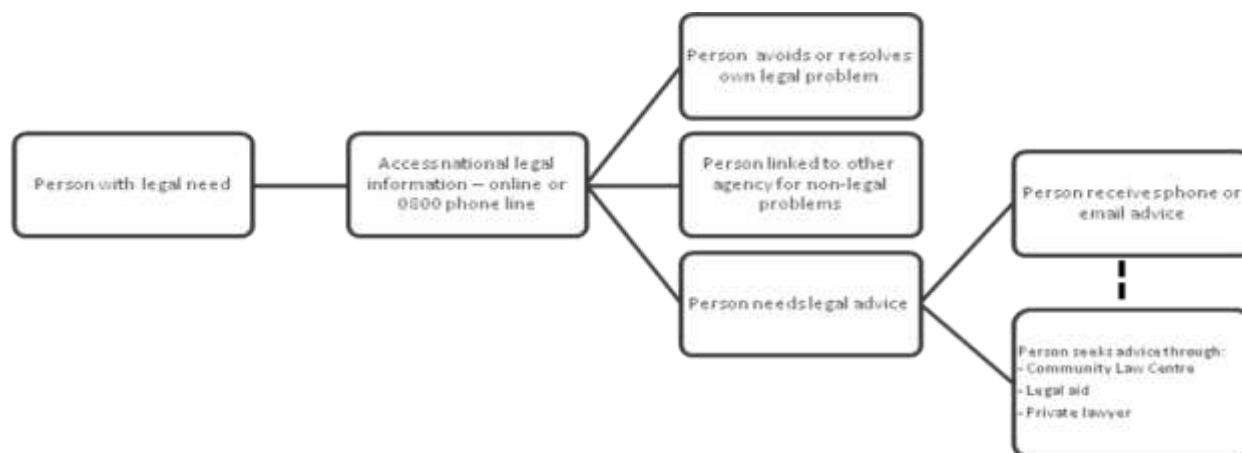 Person avoids or resolves
own legal problem
Person with legal need
Access national legal
information – online or
0800 phone line
Person linked to other
agency for non-legal
problems
Person receives phone or
email advice
Person needs legal advice
Person seeks advice through:
- Community Law Centre
- Legal aid
- Private lawyer